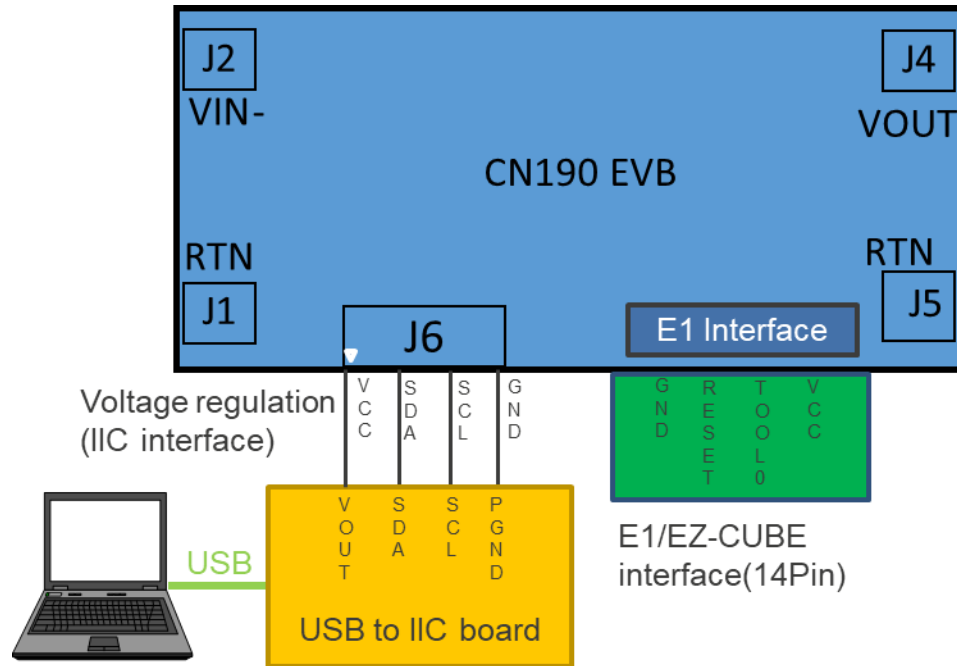 J2
VIN-
J4
VOUT
CN190 EVB
RTN
J1
RTN
J5
J6
E1 Interface
Voltage regulation
(IIC interface)
VCC
SDA
SCL
GND
GND
RESET
TOOL0
VCC
VOUT
SDA
SCL
PGND
USB
USB to IIC board
E1/EZ-CUBE
interface(14Pin)